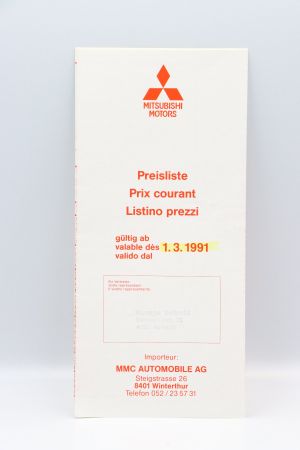 MITSUBISHI
MOTORS
Preisliste
Prix courant
Listino prezzi
gültig ab
valable dès 1.3.1991
valido dal
Importeur:
MMC AUTOMOBILE AG
Steigstrasse 26
8401 Winterthur
Telefon 052 / 23 57 31